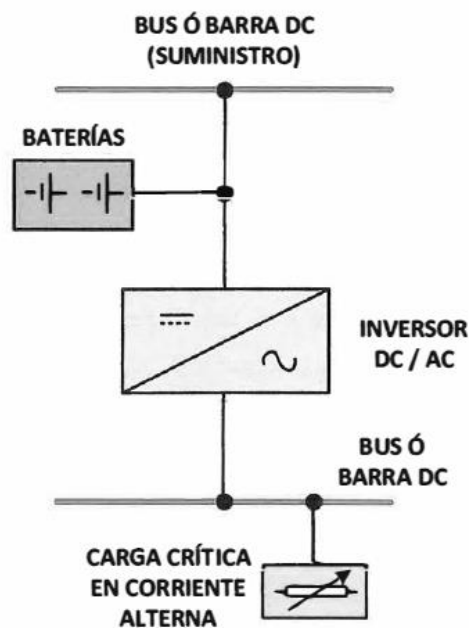 BUS Ó BARRA DC
(SUMINISTRO)
BATERÍAS
INVERSOR
DC / AC
BUS Ó
BARRA DC
CARGA CRÍTICA
EN CORRIENTE
ALTERNA